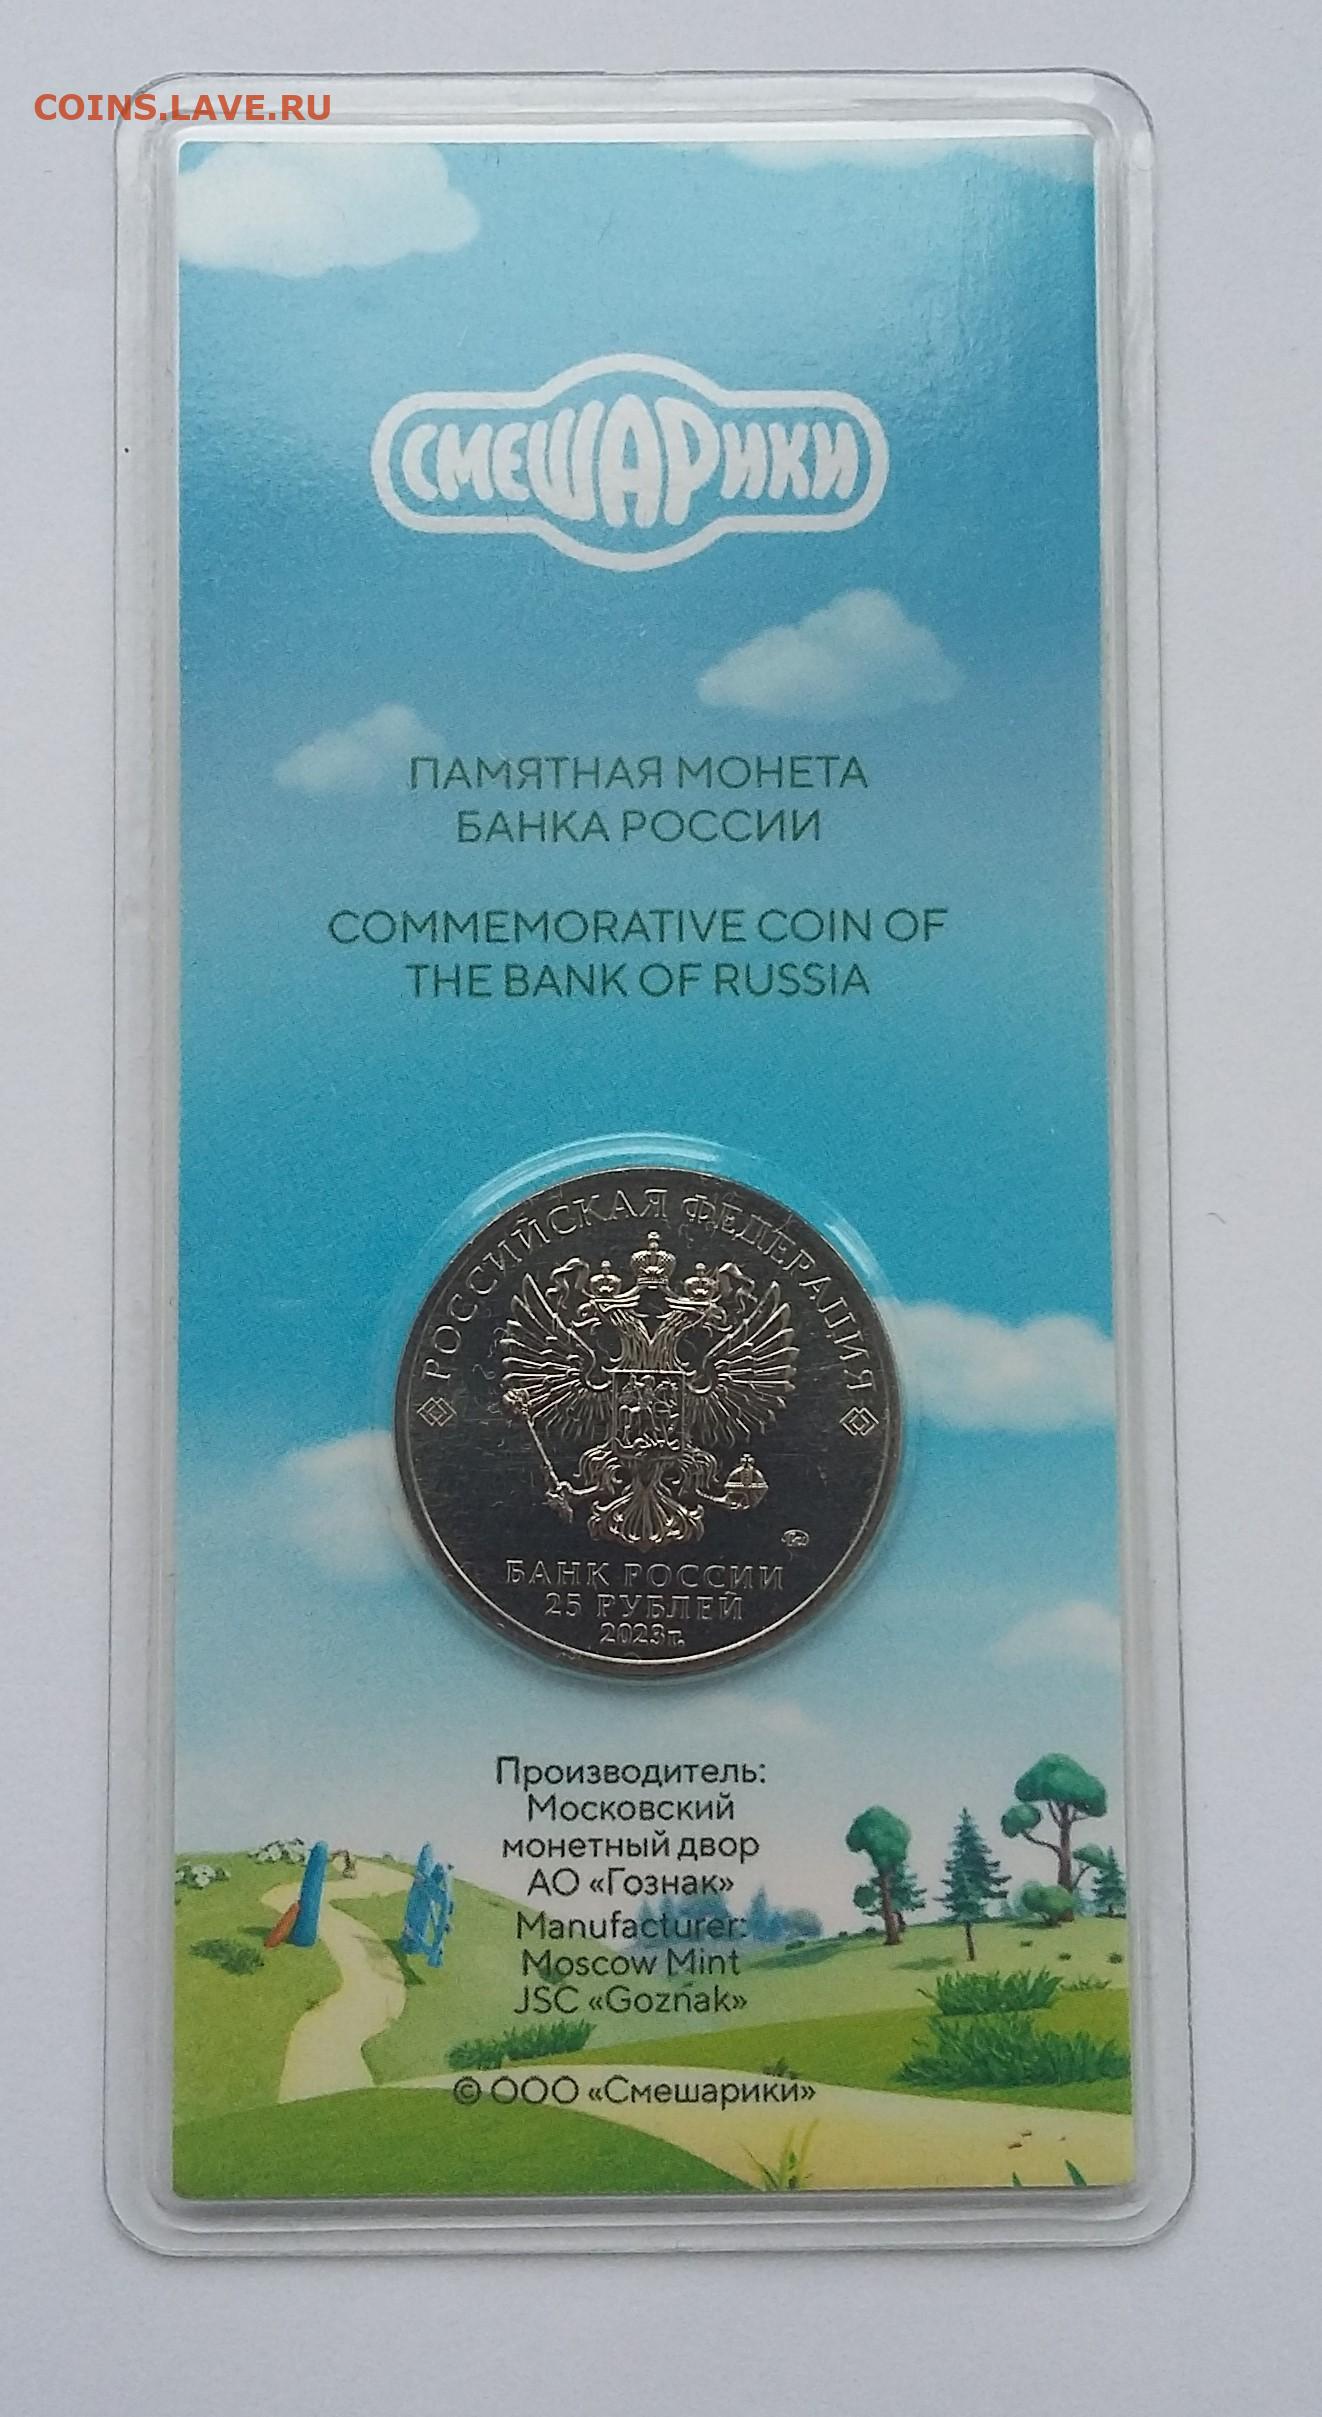 COINS.LAVE.RU
СМЕШАРИКИ
ПАМЯТНАЯ МОНЕТА
БАНКА РОССИИ
COMMEMORATIVE COIN OF
THE BANK OF RUSSIA
РОССИЙСКАЯ ФЕДЕРАЦИЯ
БАНК РОССИИ
25 РУБЛЕЙ
2023г.
Производитель:
Московский
монетный двор
АО «Гознак»
Manufacturer:
Moscow Mint
JSC «Goznak»
© ООО «Смешарики»